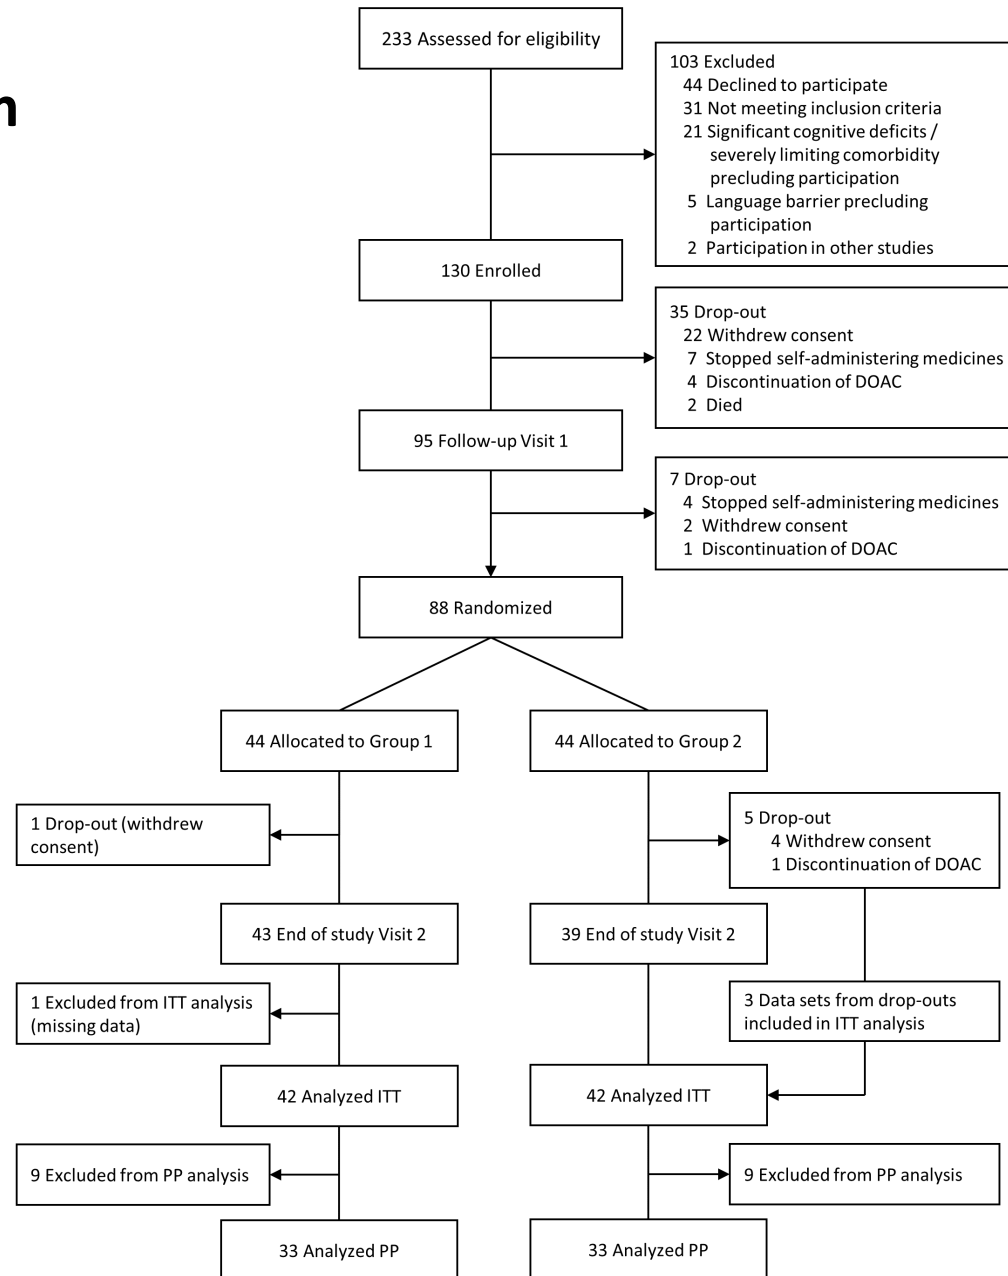 233 Assessed for eligibility
103 Excluded
44 Declined to participate
31 Not meeting inclusion criteria
21 Significant cognitive deficits /
severely limiting comorbidity
precluding participation
5 Language barrier precluding
participation
2 Participation in other studies
130 Enrolled
35 Drop-out
22 Withdrew consent
7 Stopped self-administering medicines
4 Discontinuation of DOAC
2 Died
95 Follow-up Visit 1
7 Drop-out
4 Stopped self-administering medicines
2 Withdrew consent
1 Discontinuation of DOAC
88 Randomized
44 Allocated to Group 1
44 Allocated to Group 2
1 Drop-out (withdrew
consent)
5 Drop-out
4 Withdrew consent
1 Discontinuation of DOAC
43 End of study Visit 2
39 End of study Visit 2
1 Excluded from ITT analysis
(missing data)
3 Data sets from drop-outs
included in ITT analysis
42 Analyzed ITT
42 Analyzed ITT
9 Excluded from PP analysis
9 Excluded from PP analysis
33 Analyzed PP
33 Analyzed PP